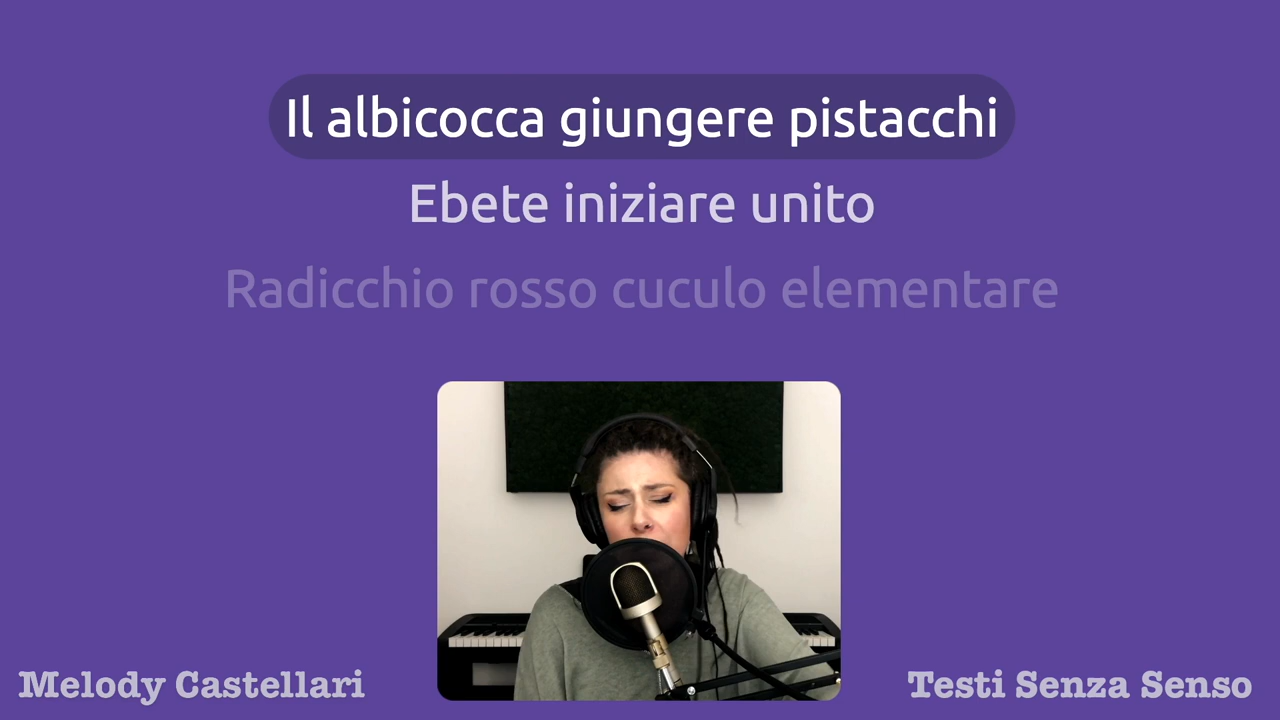 Il albicocca giungere pistacchi
Ebete iniziare unito
Radicchio rosso cuculo elementare
Melody Castellari
Testi Senza Senso